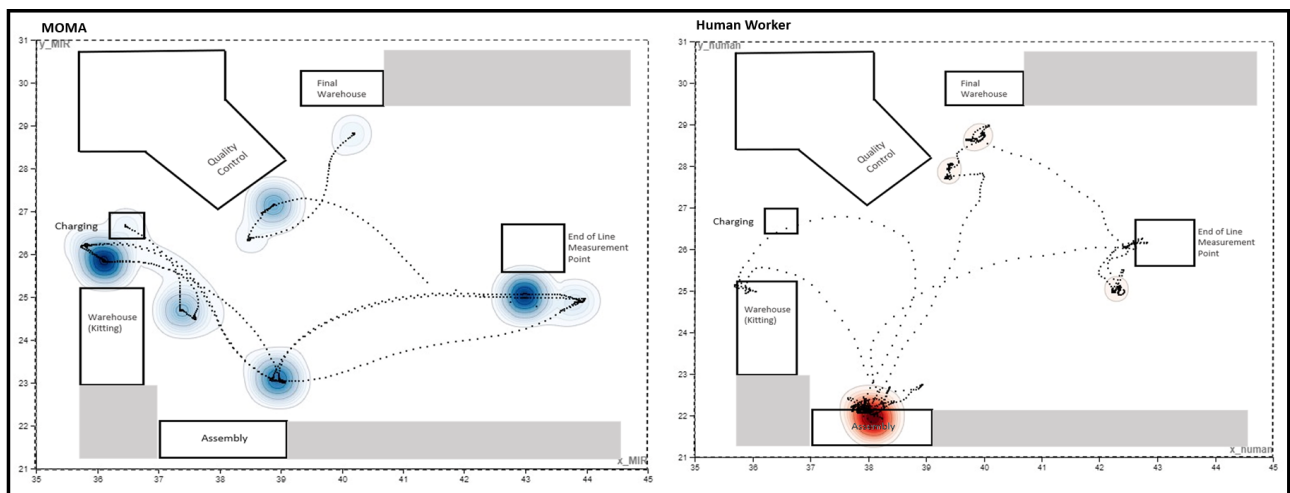 MOMA
y_MIR
31
30
29
28
27
26
25
24
23
22
21
Final
Warehouse
Quality
Control
Charging
End of Line
Measurement
Point
Warehouse
(Kitting)
Assembly
x_MIR
35
36
37
38
39
40
41
42
43
44
45
Human Worker
y_human
31
30
29
28
27
26
25
24
23
22
21
Final
Warehouse
Quality
Control
Charging
End of Line
Measurement
Point
Warehouse
(Kitting)
Assembly
x_human
35
36
37
38
39
40
41
42
43
44
45